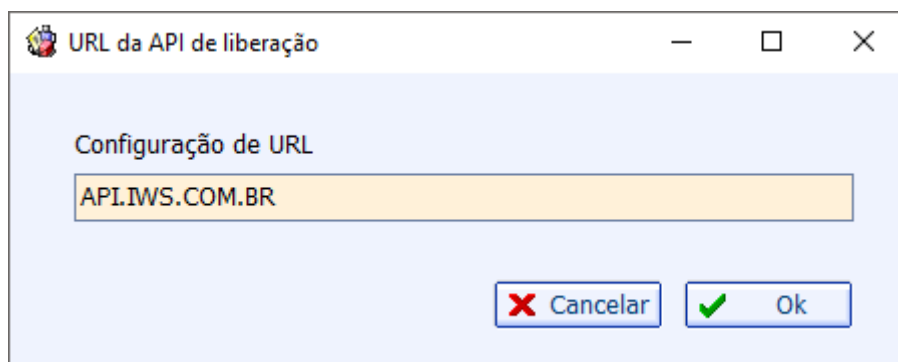 URL da API de liberação
Configuração de URL
API.IWS.COM.BR
Cancelar
Ok